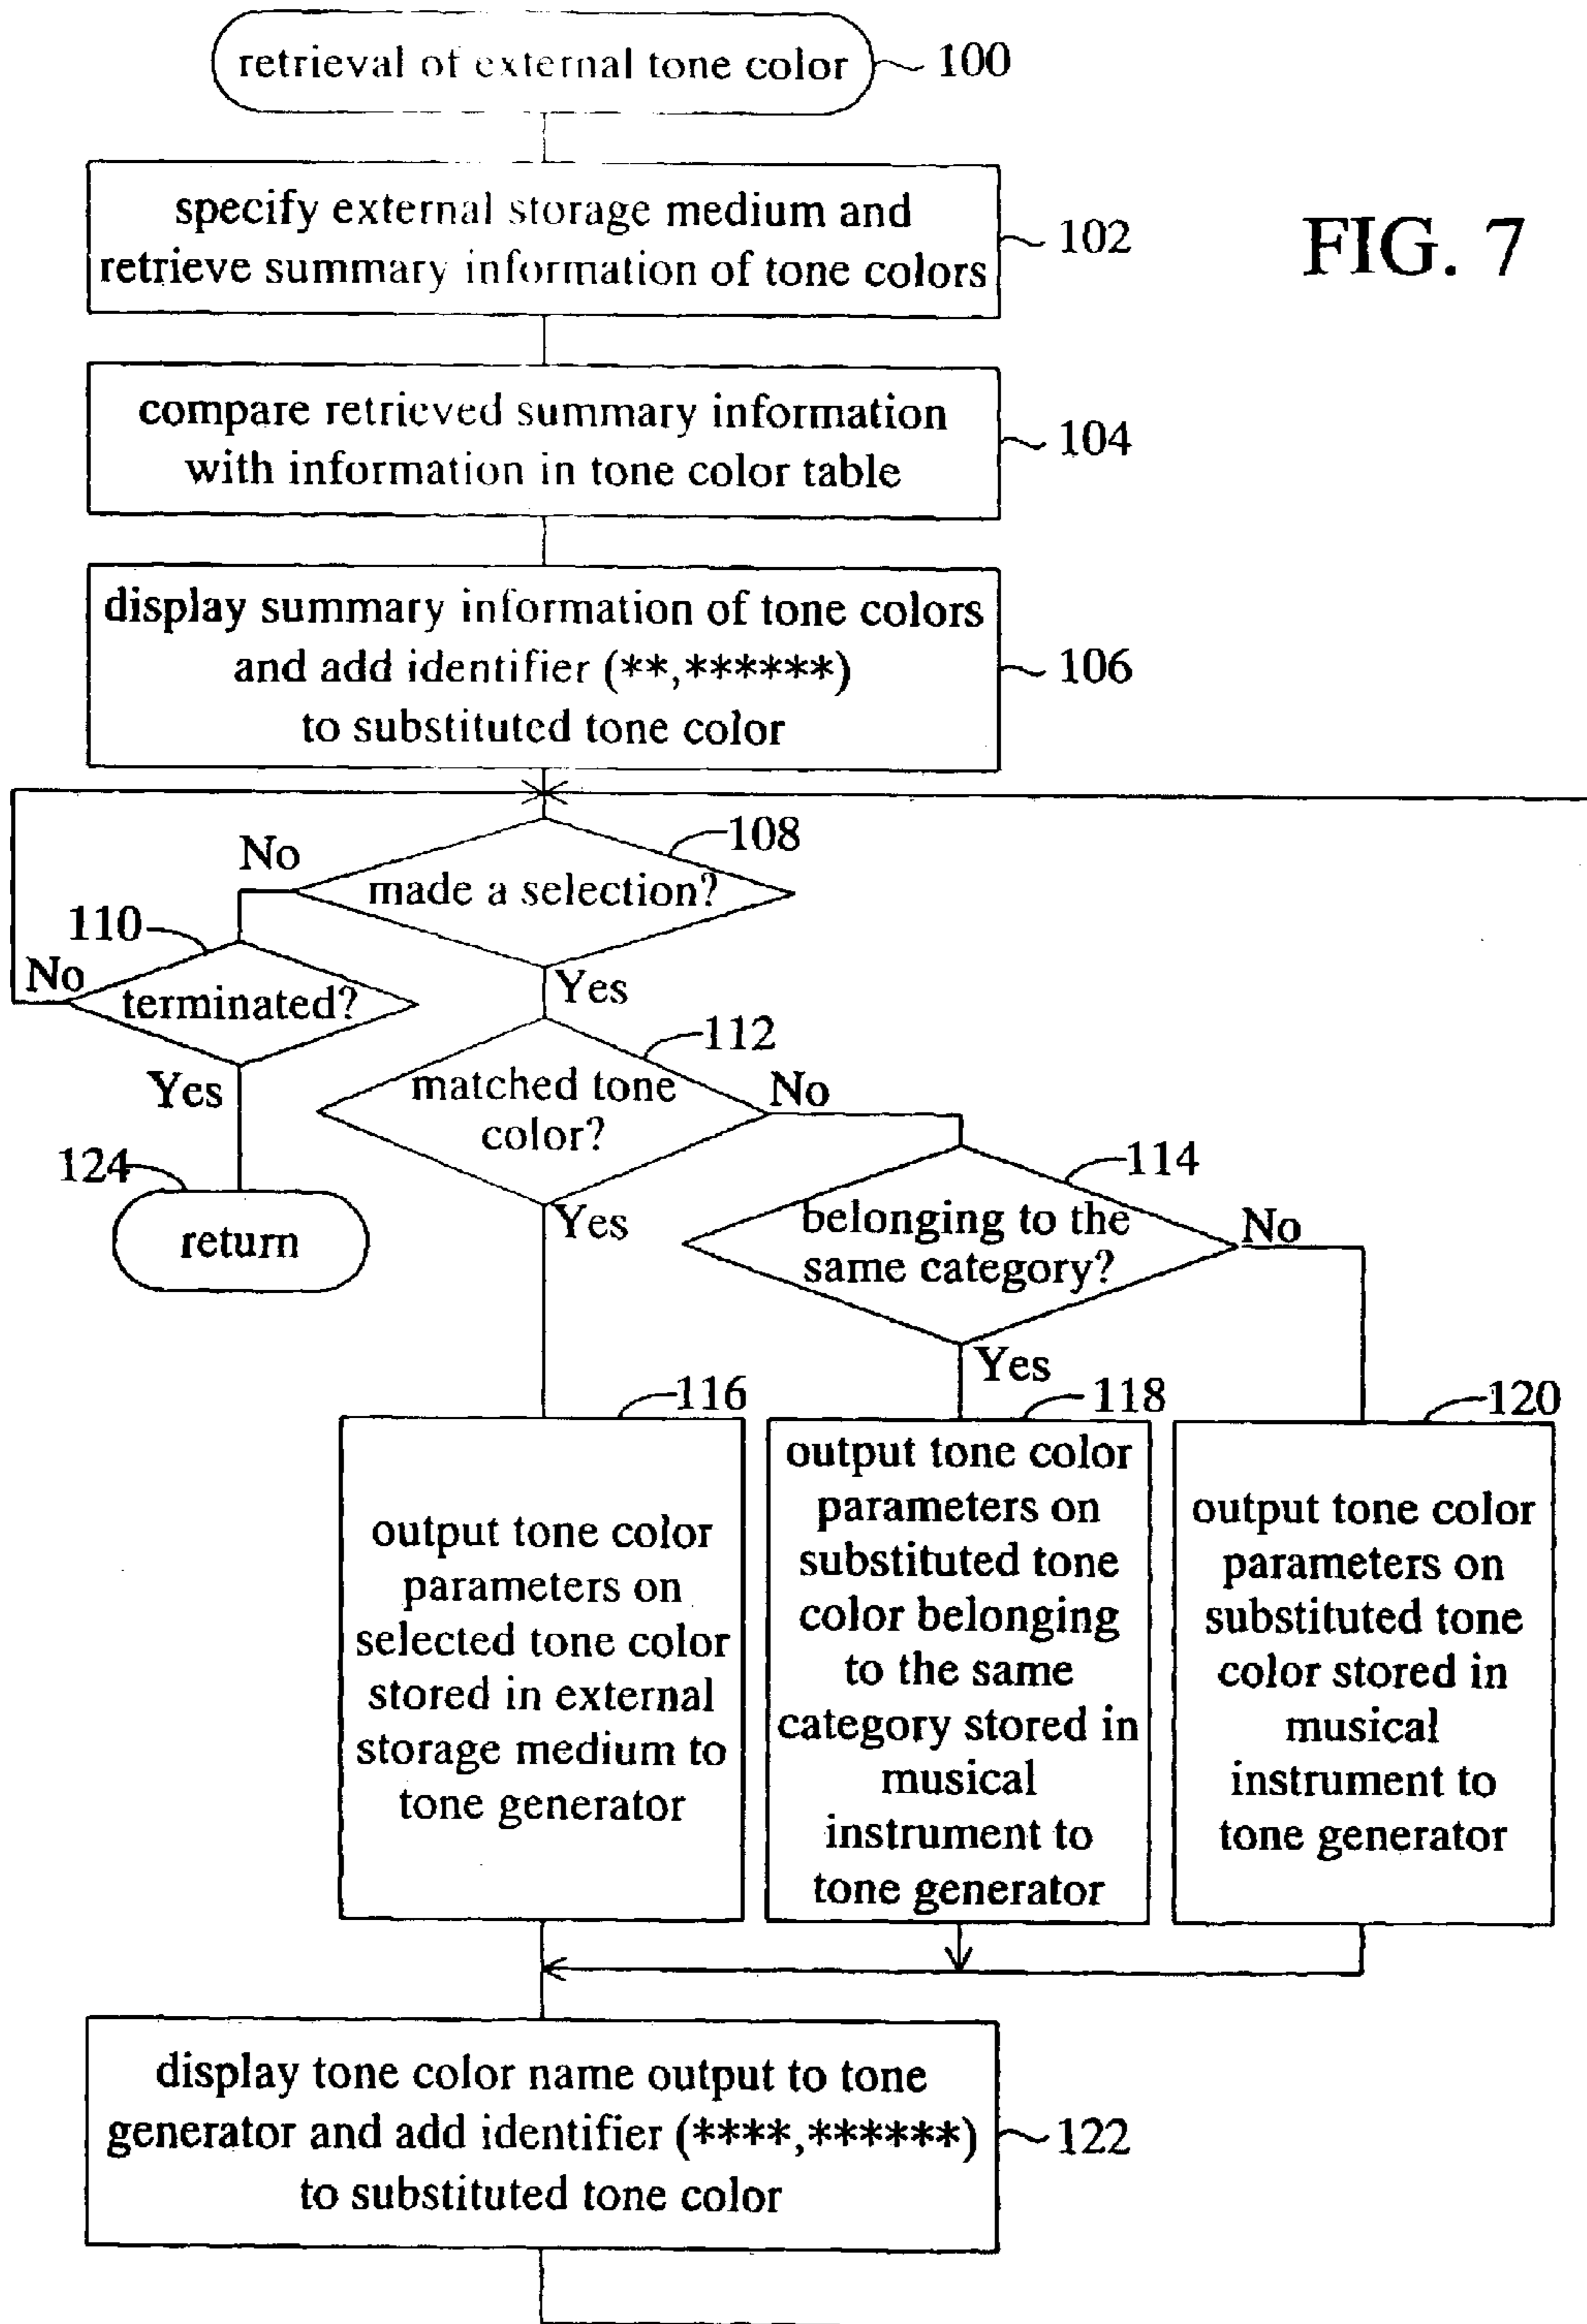 retrieval of external tone color
100
specify external storage medium and
retrieve summary information of tone colors
102
FIG. 7
compare retrieved summary information
with information in tone color table
104
display summary information of tone colors
and add identifier (**,******)
to substituted tone color
106
108
No
made a selection?
110
No
terminated?
Yes
112
Yes
matched tone
color?
No
124
return
Yes
114
belonging to the
same category?
No
Yes
116
118
120
output tone color
parameters on
selected tone color
stored in external
storage medium to
tone generator
output tone color
parameters on
substituted tone
color belonging
to the same
category stored in
musical
instrument to
tone generator
output tone color
parameters on
substituted tone
color stored in
musical
instrument to
tone generator
display tone color name output to tone
generator and add identifier (****,******)
to substituted tone color
122